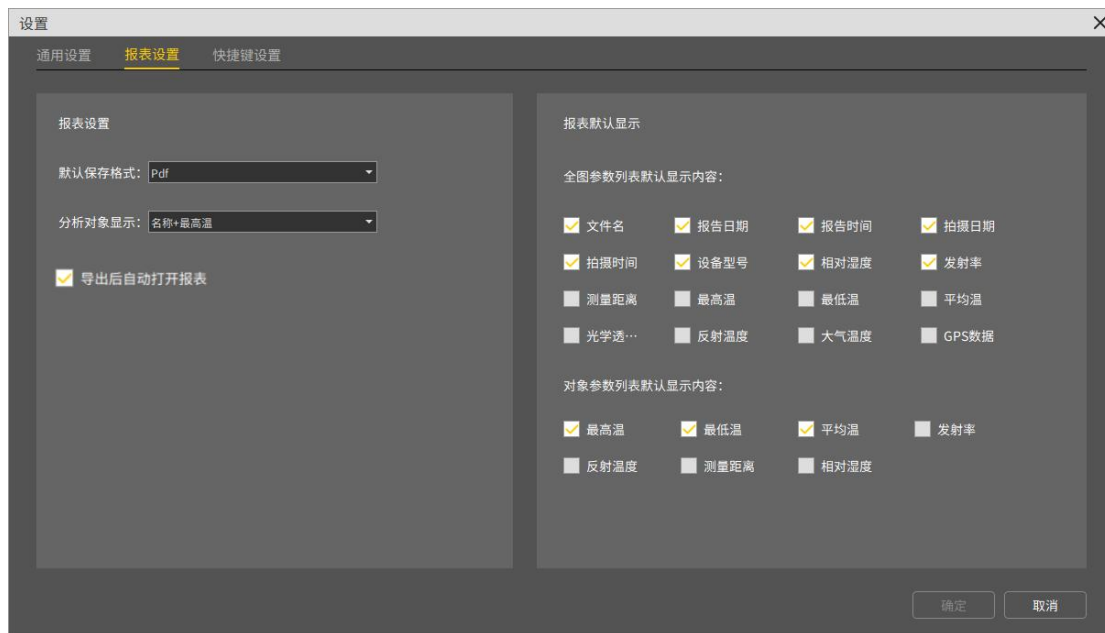 设置
通用设置 报表设置 快捷键设置
报表设置
默认保存格式： Pdf
分析对象显示： 名称+最高温
导出后自动打开报表
报表默认显示
全图参数列表默认显示内容：
文件名 报告日期 报告时间 拍摄日期
拍摄时间 设备型号 相对湿度 发射率
测量距离 最高温 最低温 平均温
光学透… 反射温度 大气温度 GPS数据
对象参数列表默认显示内容：
最高温 最低温 平均温 发射率
反射温度 测量距离 相对湿度
确定 取消